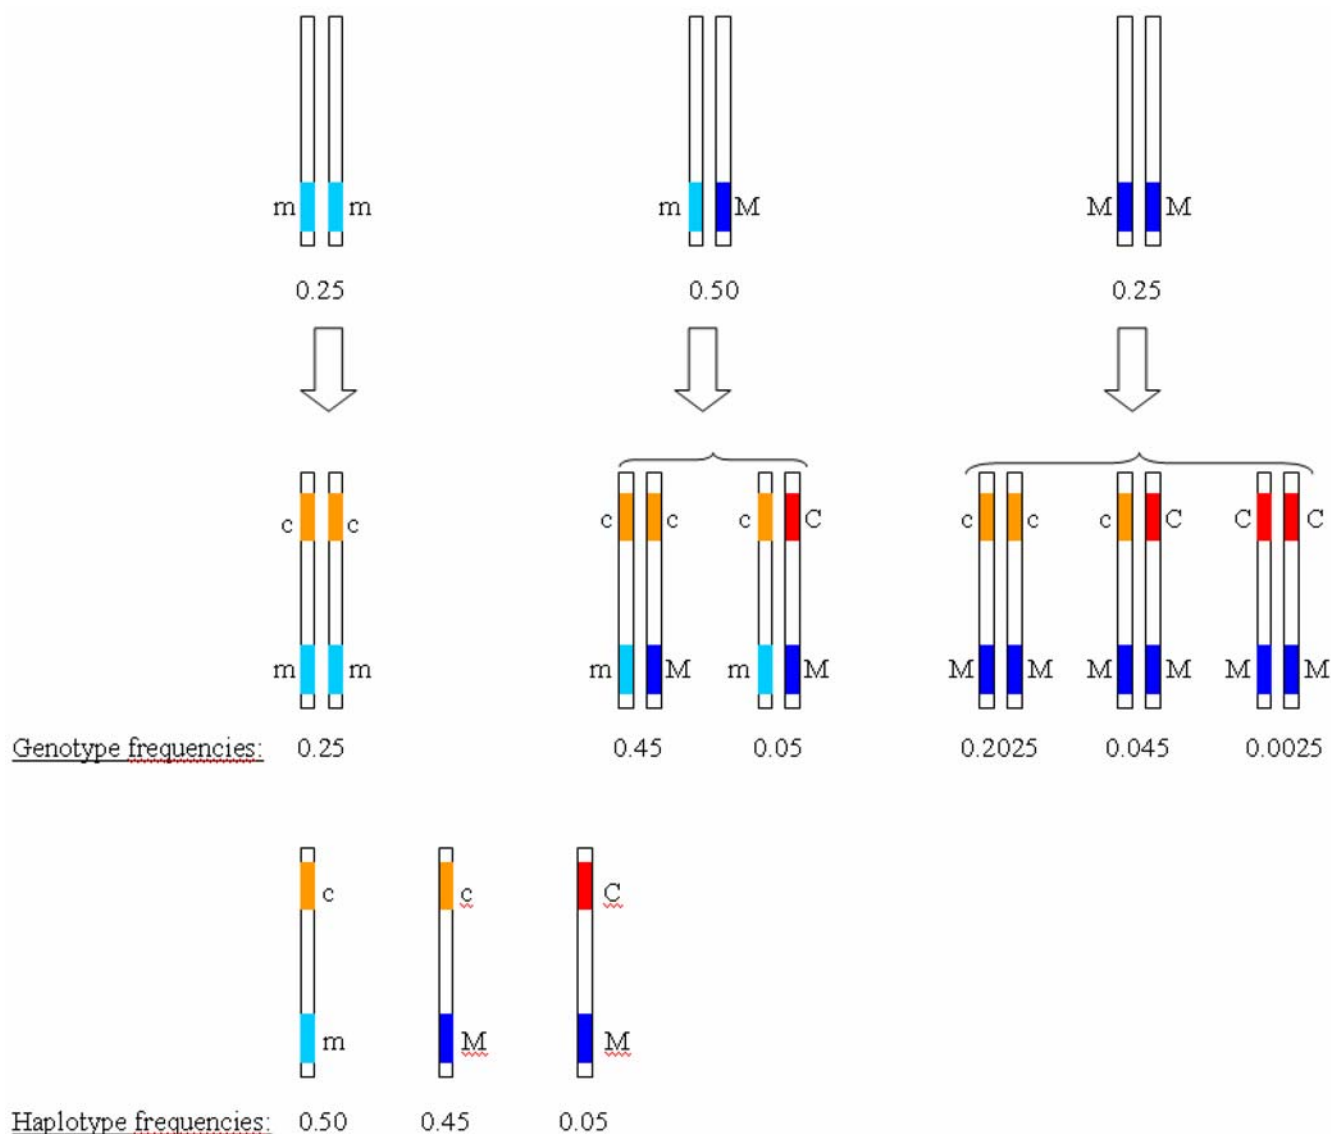 m m m M M M
0.25 0.50 0.25
c c c c c C c c c C C C
m m m M m M M M M M M M
Genotype frequencies: 0.25 0.45 0.05 0.2025 0.045 0.0025
c c C
m M M
Haplotype frequencies: 0.50 0.45 0.05